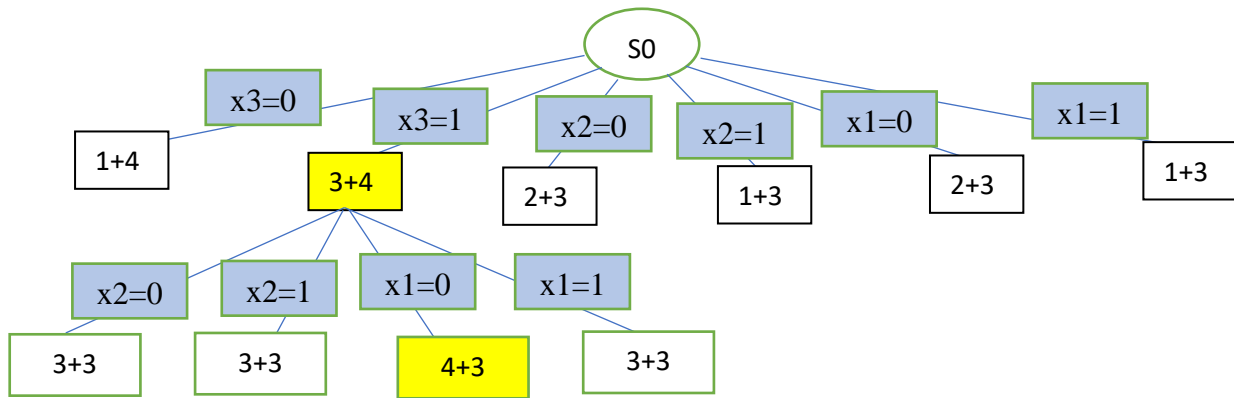 S0
x3=0
x3=1
x2=0
x2=1
x1=0
x1=1
1+4
3+4
2+3
1+3
2+3
1+3
x2=0
x2=1
x1=0
x1=1
3+3
3+3
4+3
3+3